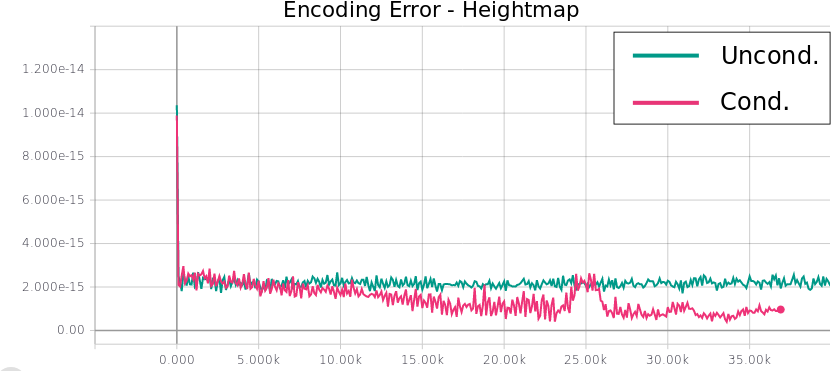 Encoding Error - Heightmap
Uncond.
Cond.
1.200e-14
1.000e-14
8.000e-15
6.000e-15
4.000e-15
2.000e-15
0.00
0.000 5.000k 10.00k 15.00k 20.00k 25.00k 30.00k 35.00k